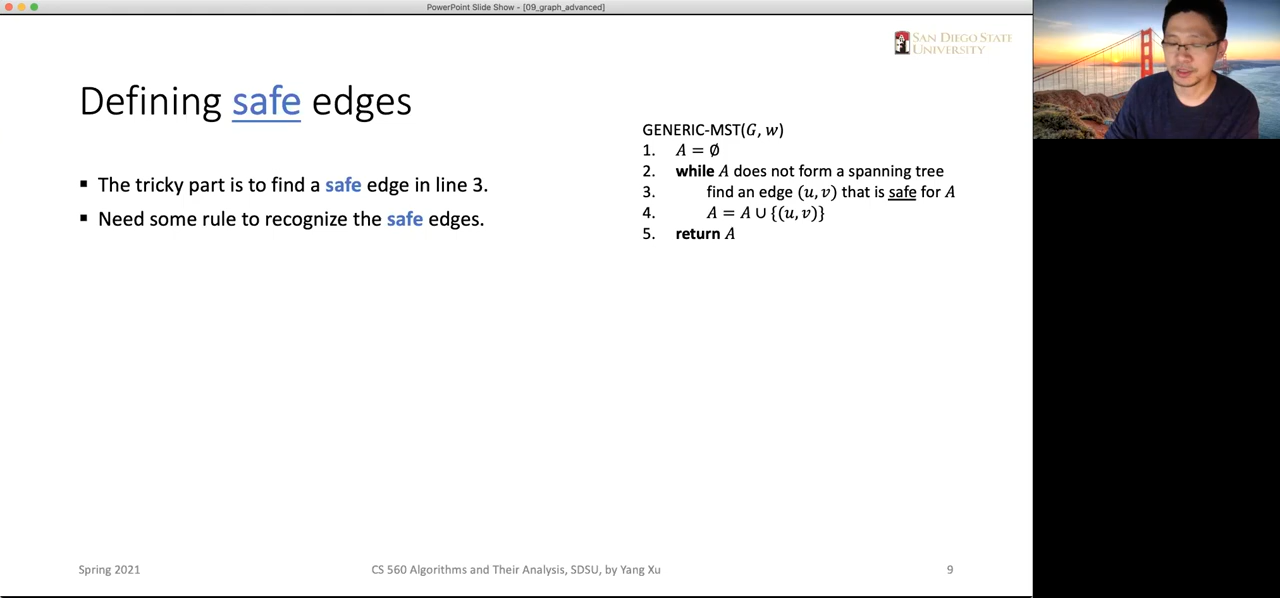 PowerPoint Slide Show - [09_graph_advanced]
SAN DIEGO STATE
UNIVERSITY
Defining safe edges
▪ The tricky part is to find a safe edge in line 3.
▪ Need some rule to recognize the safe edges.
GENERIC-MST(G, w)
1. A = ∅
2. while A does not form a spanning tree
3. find an edge (u, v) that is safe for A
4. A = A ∪ {(u, v)}
5. return A
Spring 2021
CS 560 Algorithms and Their Analysis, SDSU, by Yang Xu
9